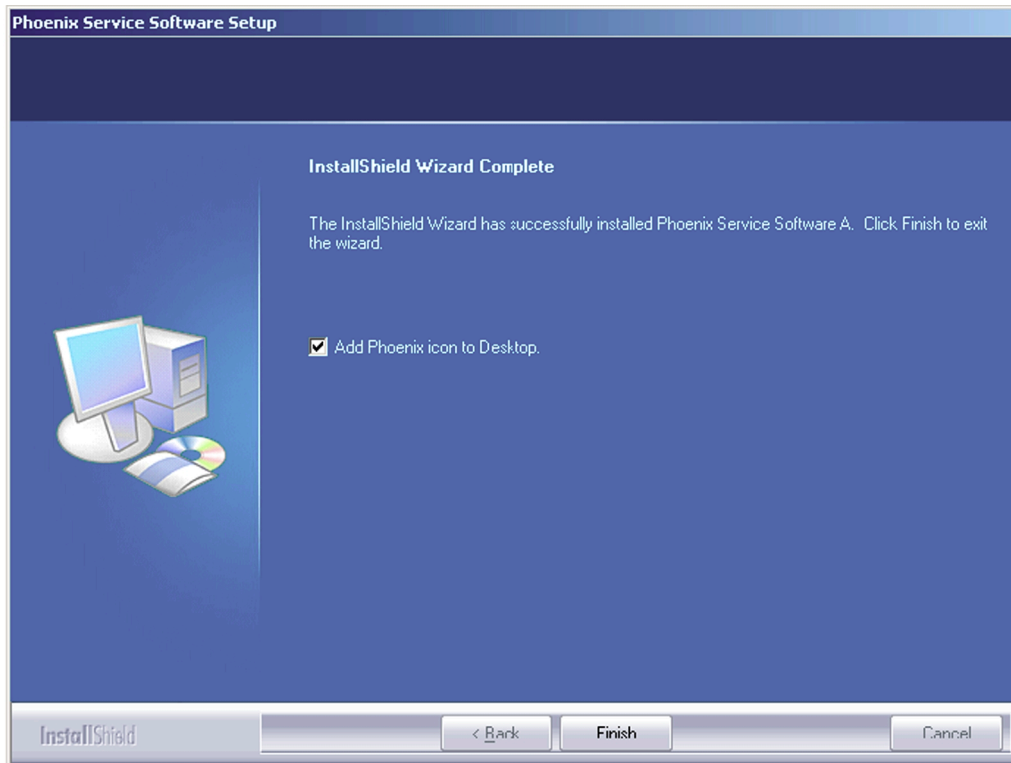 Phoenix Service Software Setup
InstallShield Wizard Complete
The InstallShield Wizard has successfully installed Phoenix Service Software A. Click Finish to exit
the wizard.
Add Phoenix icon to Desktop.
InstallShield
< Back
Finish
Cancel